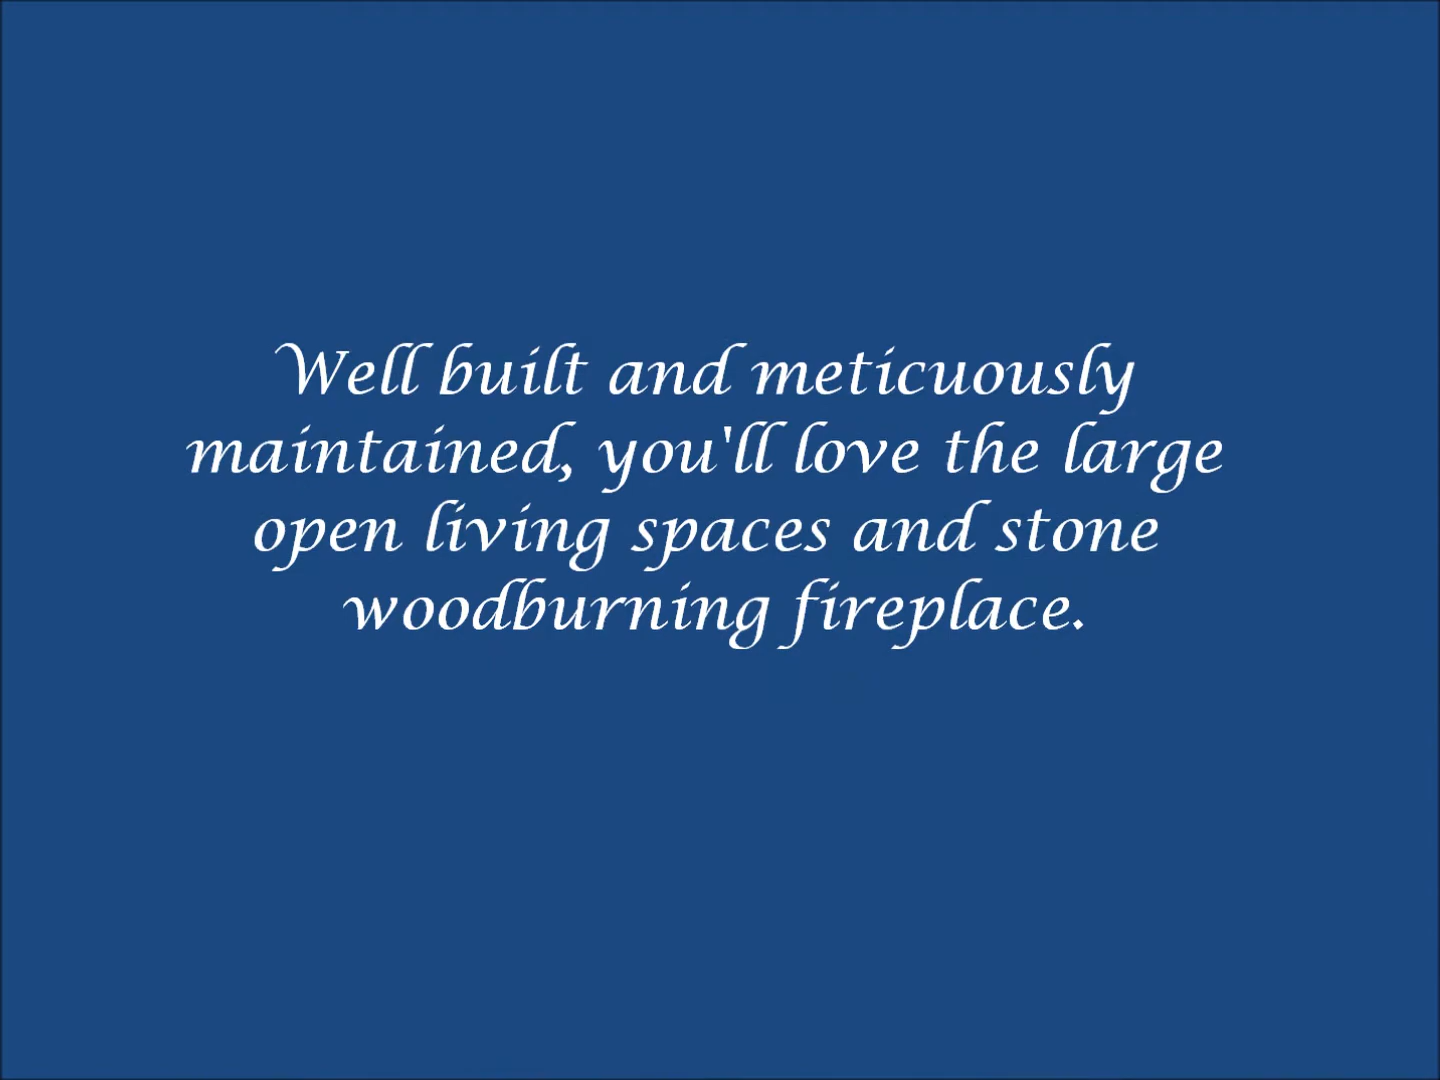 Well built and meticuously
maintained, you'll love the large
open living spaces and stone
woodburning fireplace.